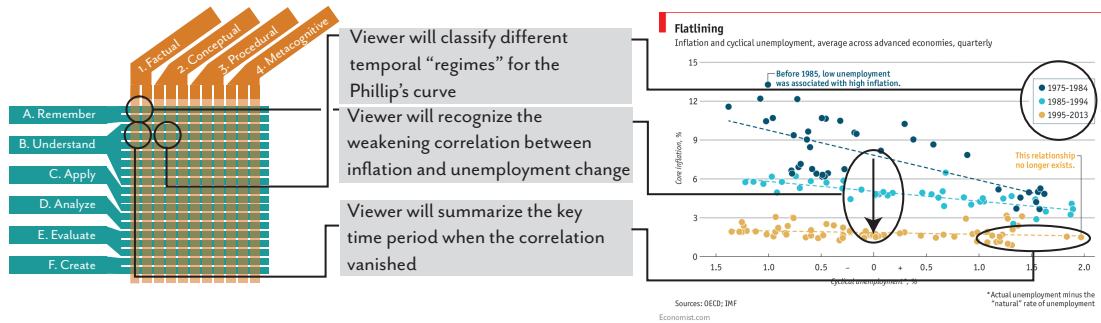 1. Factual
2. Conceptual
3. Procedural
4. Metacognitive
A. Remember
B. Understand
C. Apply
D. Analyze
E. Evaluate
F. Create
Viewer will classify different
temporal “regimes” for the
Phillip’s curve
Viewer will recognize the
weakening correlation between
inflation and unemployment change
Viewer will summarize the key
time period when the correlation
vanished
Flatlining
Inflation and cyclical unemployment, average across advanced economies, quarterly
15
12
9
6
3
0
Core inflation, %
Before 1985, low unemployment
was associated with high inflation.
1975-1984
1985-1994
1995-2013
This relationship
no longer exists.
1.5 1.0 0.5 – 0 + 0.5 1.0 1.5 2.0
Cyclical unemployment*, %
Sources: OECD; IMF
*Actual unemployment minus the
“natural” rate of unemployment
Economist.com